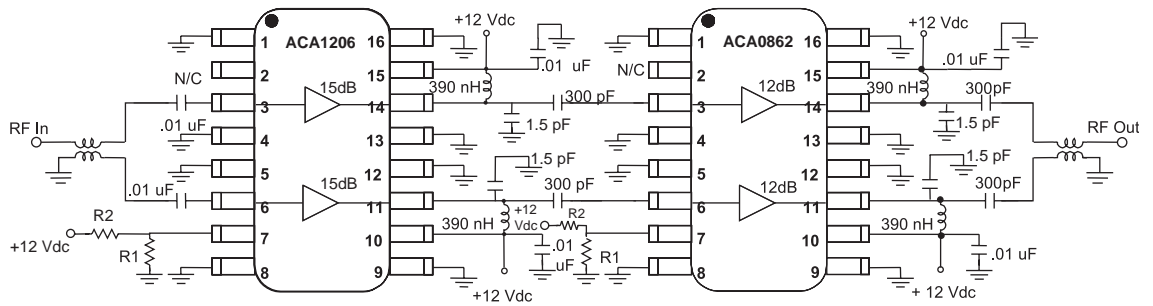 +12 Vdc
+12 Vdc
1 ACA1206 16
1 ACA0862 16
N/C 2 15 .01 uF
N/C 2 15 .01 uF
15dB 390 nH
12dB 390 nH 300pF
3 14 300 pF
3 14
RF In .01 uF 1.5 pF
1.5 pF RF Out
4 13
4 13
5 12 1.5 pF
5 12 1.5 pF
.01 uF 15dB 300 pF
12dB 300pF
6 11 +12 Vdc
6 11
R2 R2
+12 Vdc R1 7 10 390 nH .01 uF
R1 7 10 390 nH .01 uF
8 9
8 9
+12 Vdc
+ 12 Vdc